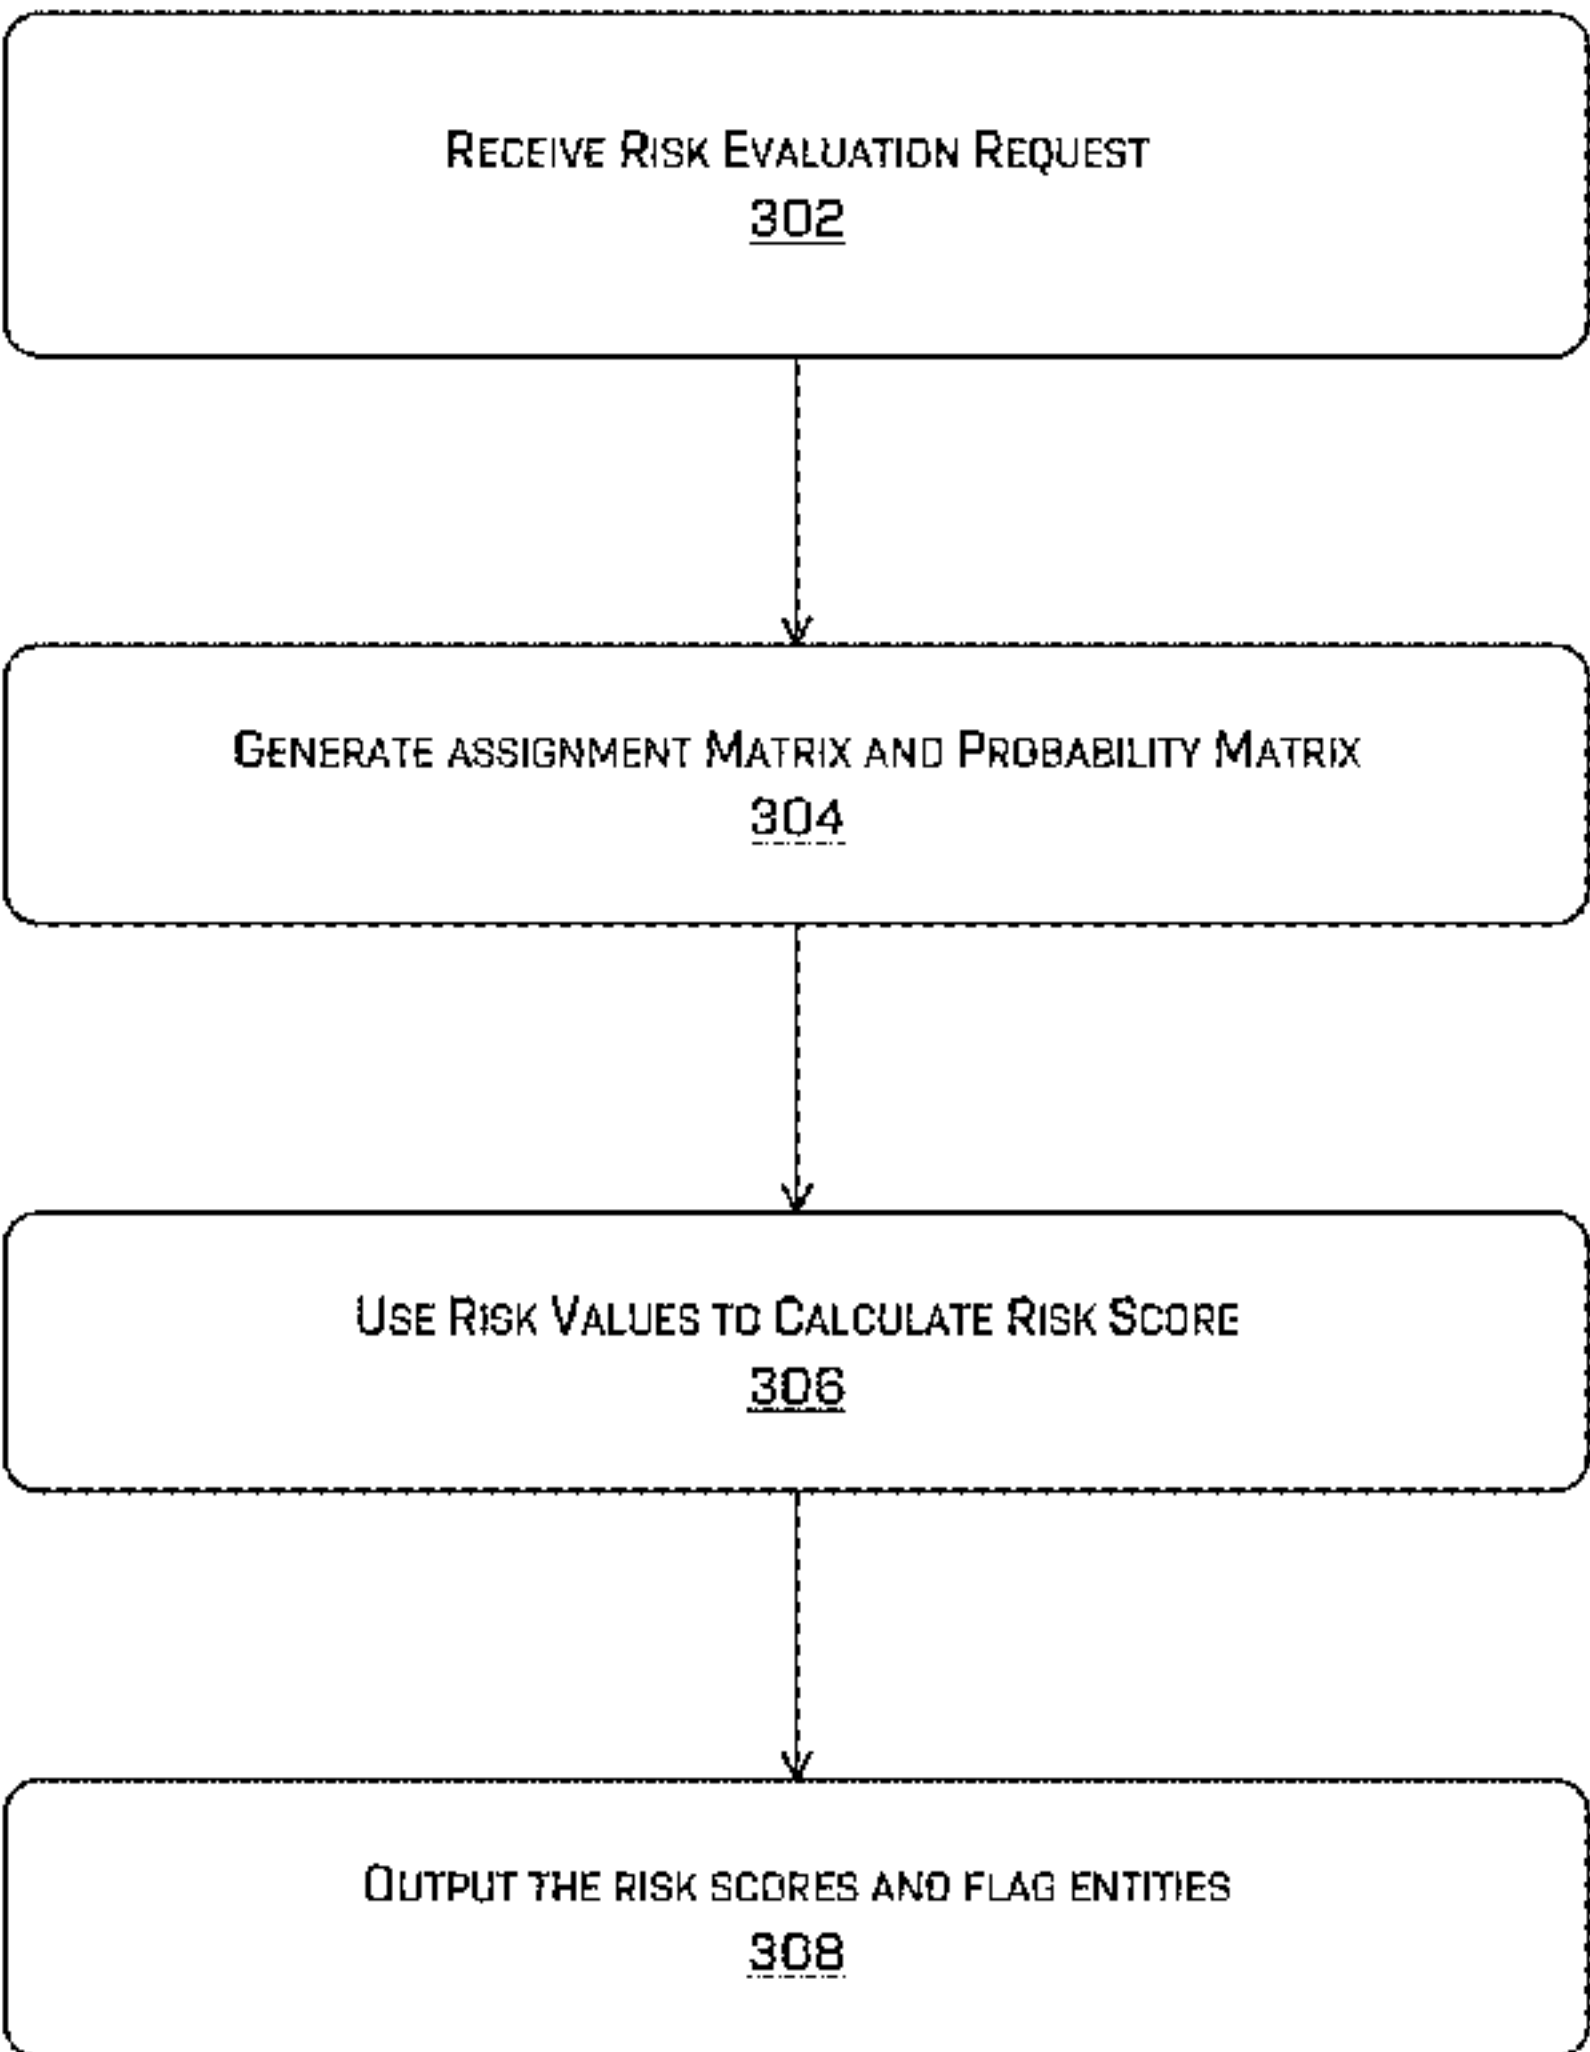 Receive Risk Evaluation Request
302
Generate assignment Matrix and Probability Matrix
304
Use Risk Values to Calculate Risk Score
306
Output the risk scores and flag entities
308